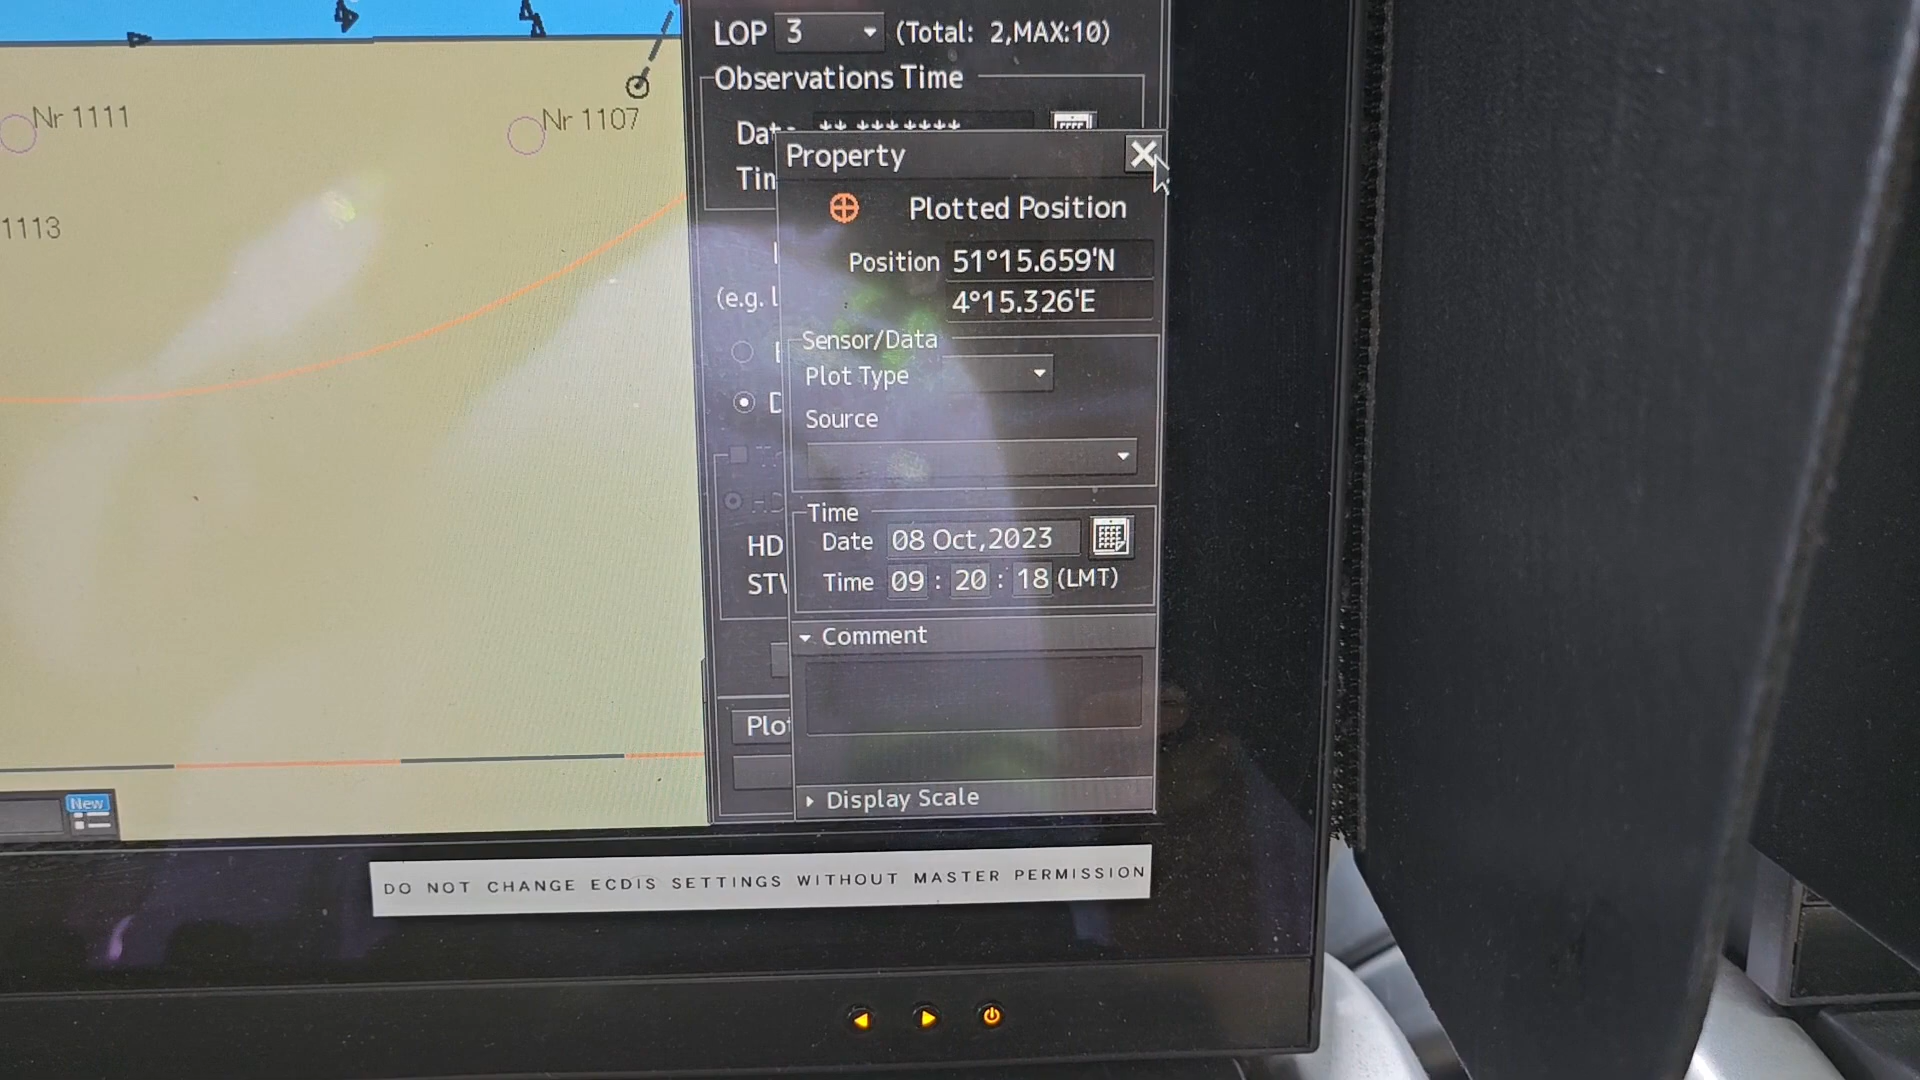 LOP 3 (Total: 2,MAX:10)
Observations Time
Nr 1111
Nr 1107
1113
Property
Plotted Position
Position 51°15.659'N
4°15.326'E
(e.g.
Sensor/Data
Plot Type
Source
Time
Date 08 Oct,2023
Time 09 : 20 : 18 (LMT)
HD
Comment
Plo
Display Scale
New
DO NOT CHANGE ECDIS SETTINGS WITHOUT MASTER PERMISSION